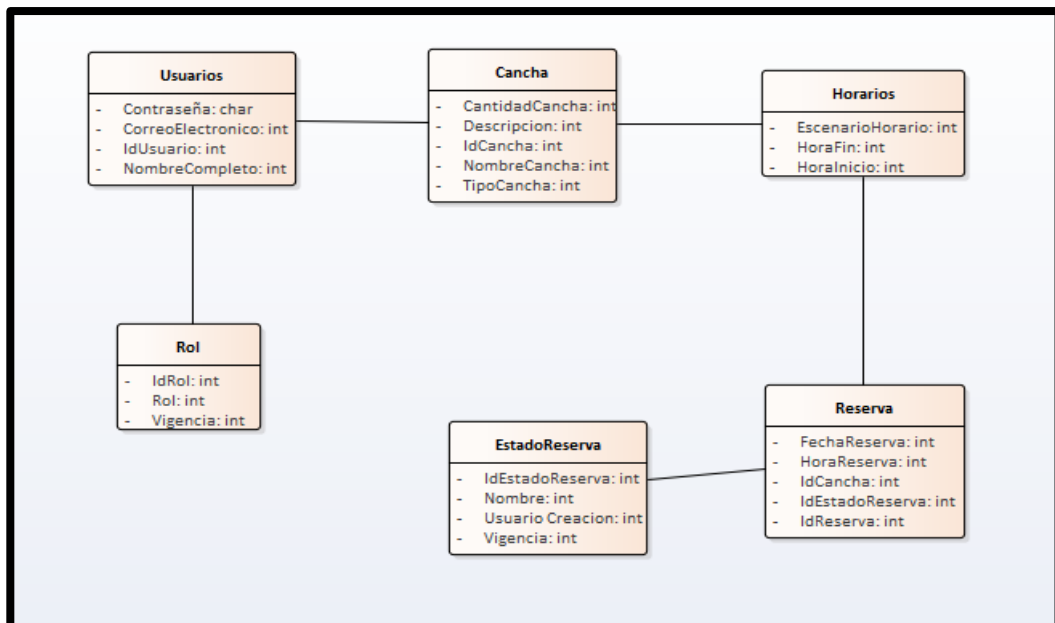 Usuarios
- Contraseña: char
- CorreoElectronico: int
- IdUsuario: int
- NombreCompleto: int
Cancha
- CantidadCancha: int
- Descripcion: int
- IdCancha: int
- NombreCancha: int
- TipoCancha: int
Horarios
- EscenarioHorario: int
- HoraFin: int
- HoraInicio: int
Rol
- IdRol: int
- Rol: int
- Vigencia: int
EstadoReserva
- IdEstadoReserva: int
- Nombre: int
- Usuario Creacion: int
- Vigencia: int
Reserva
- FechaReserva: int
- HoraReserva: int
- IdCancha: int
- IdEstadoReserva: int
- IdReserva: int